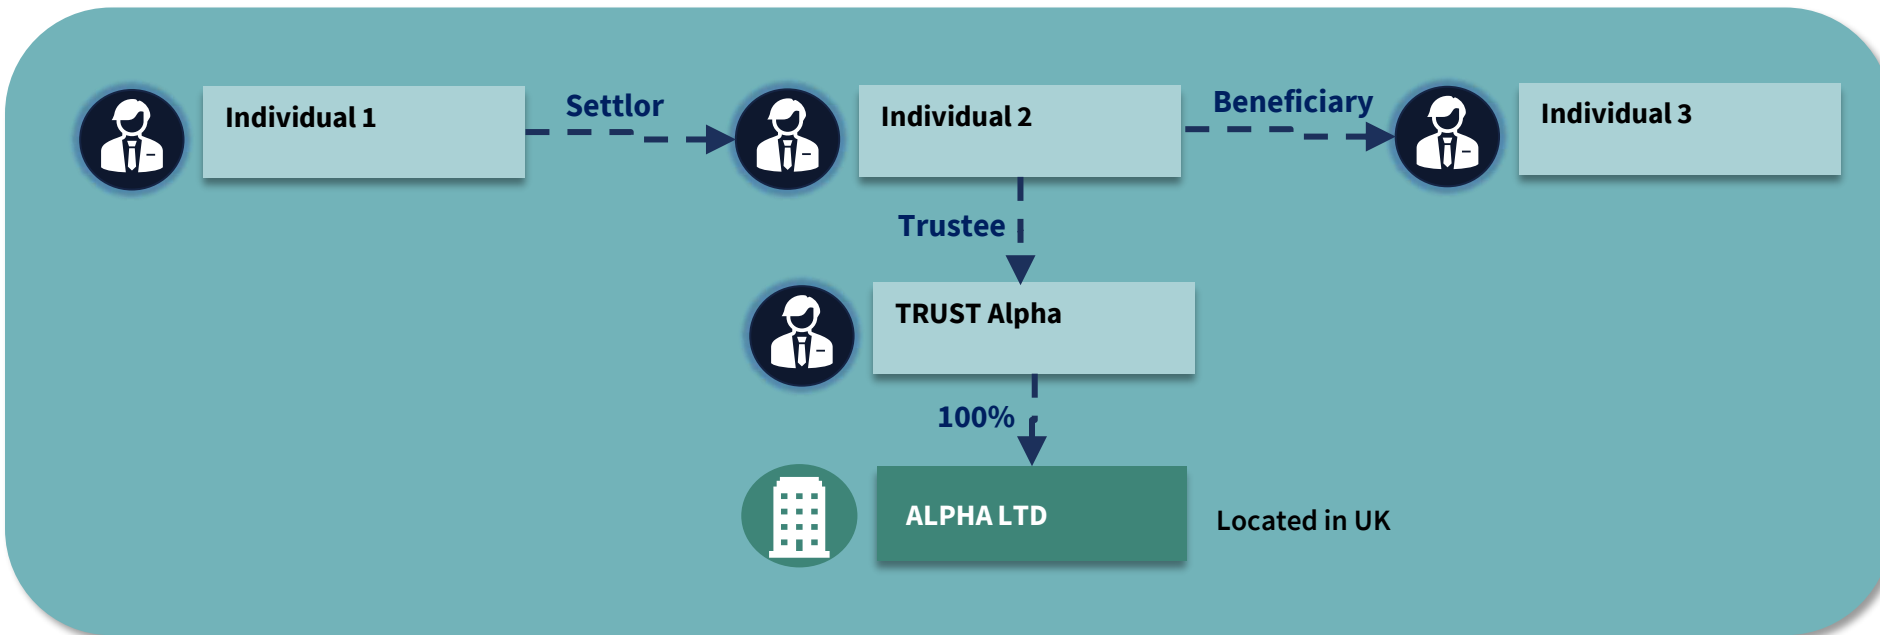 Individual 1
Settlor
Individual 2
Beneficiary
Individual 3
Trustee
TRUST Alpha
100%
ALPHA LTD
Located in UK